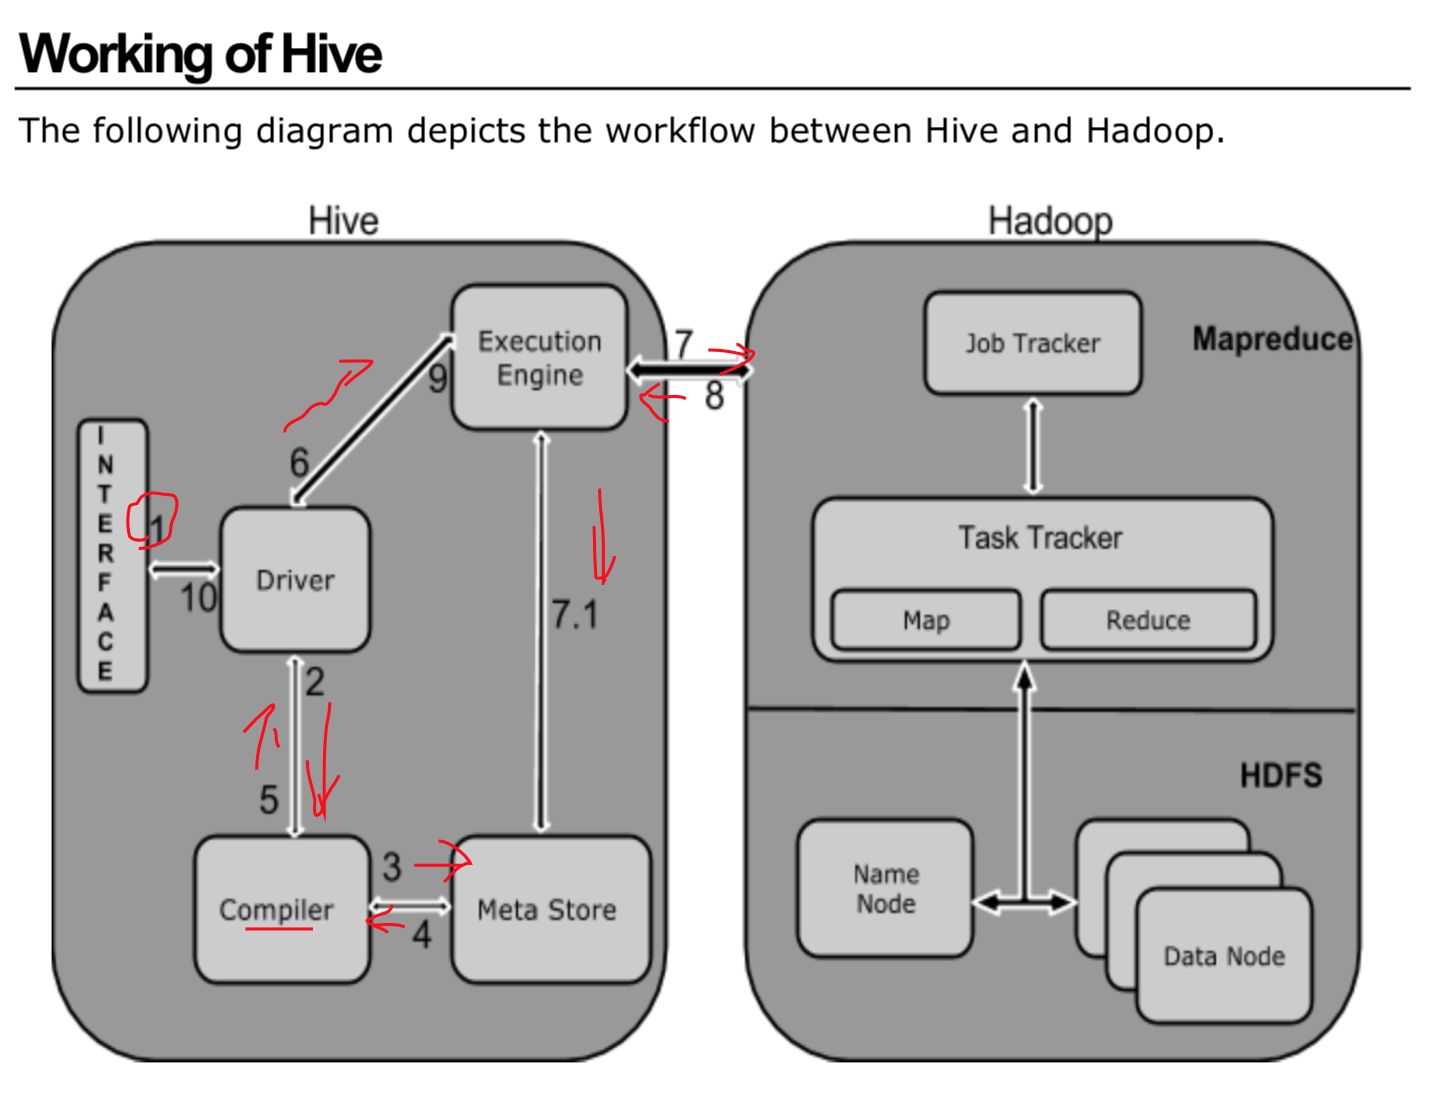 Working of Hive
The following diagram depicts the workflow between Hive and Hadoop.
Hive
Hadoop
Execution
Engine
7
8
Job Tracker
Mapreduce
9
6
INTERFACE
1
10
Driver
7.1
Task Tracker
Map
Reduce
2
5
HDFS
Compiler
3
4
Meta Store
Name
Node
Data Node